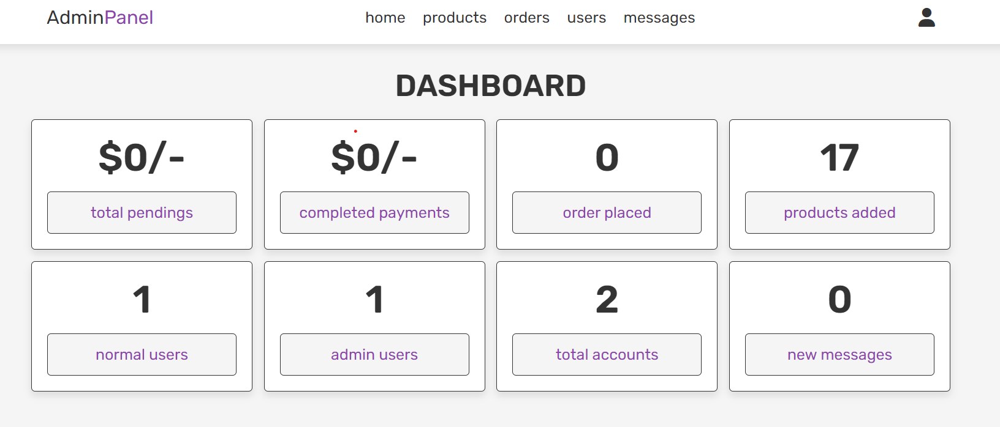 AdminPanel home products orders users messages
DASHBOARD
$0/- $0/- 0 17
total pendings completed payments order placed products added
1 1 2 0
normal users admin users total accounts new messages